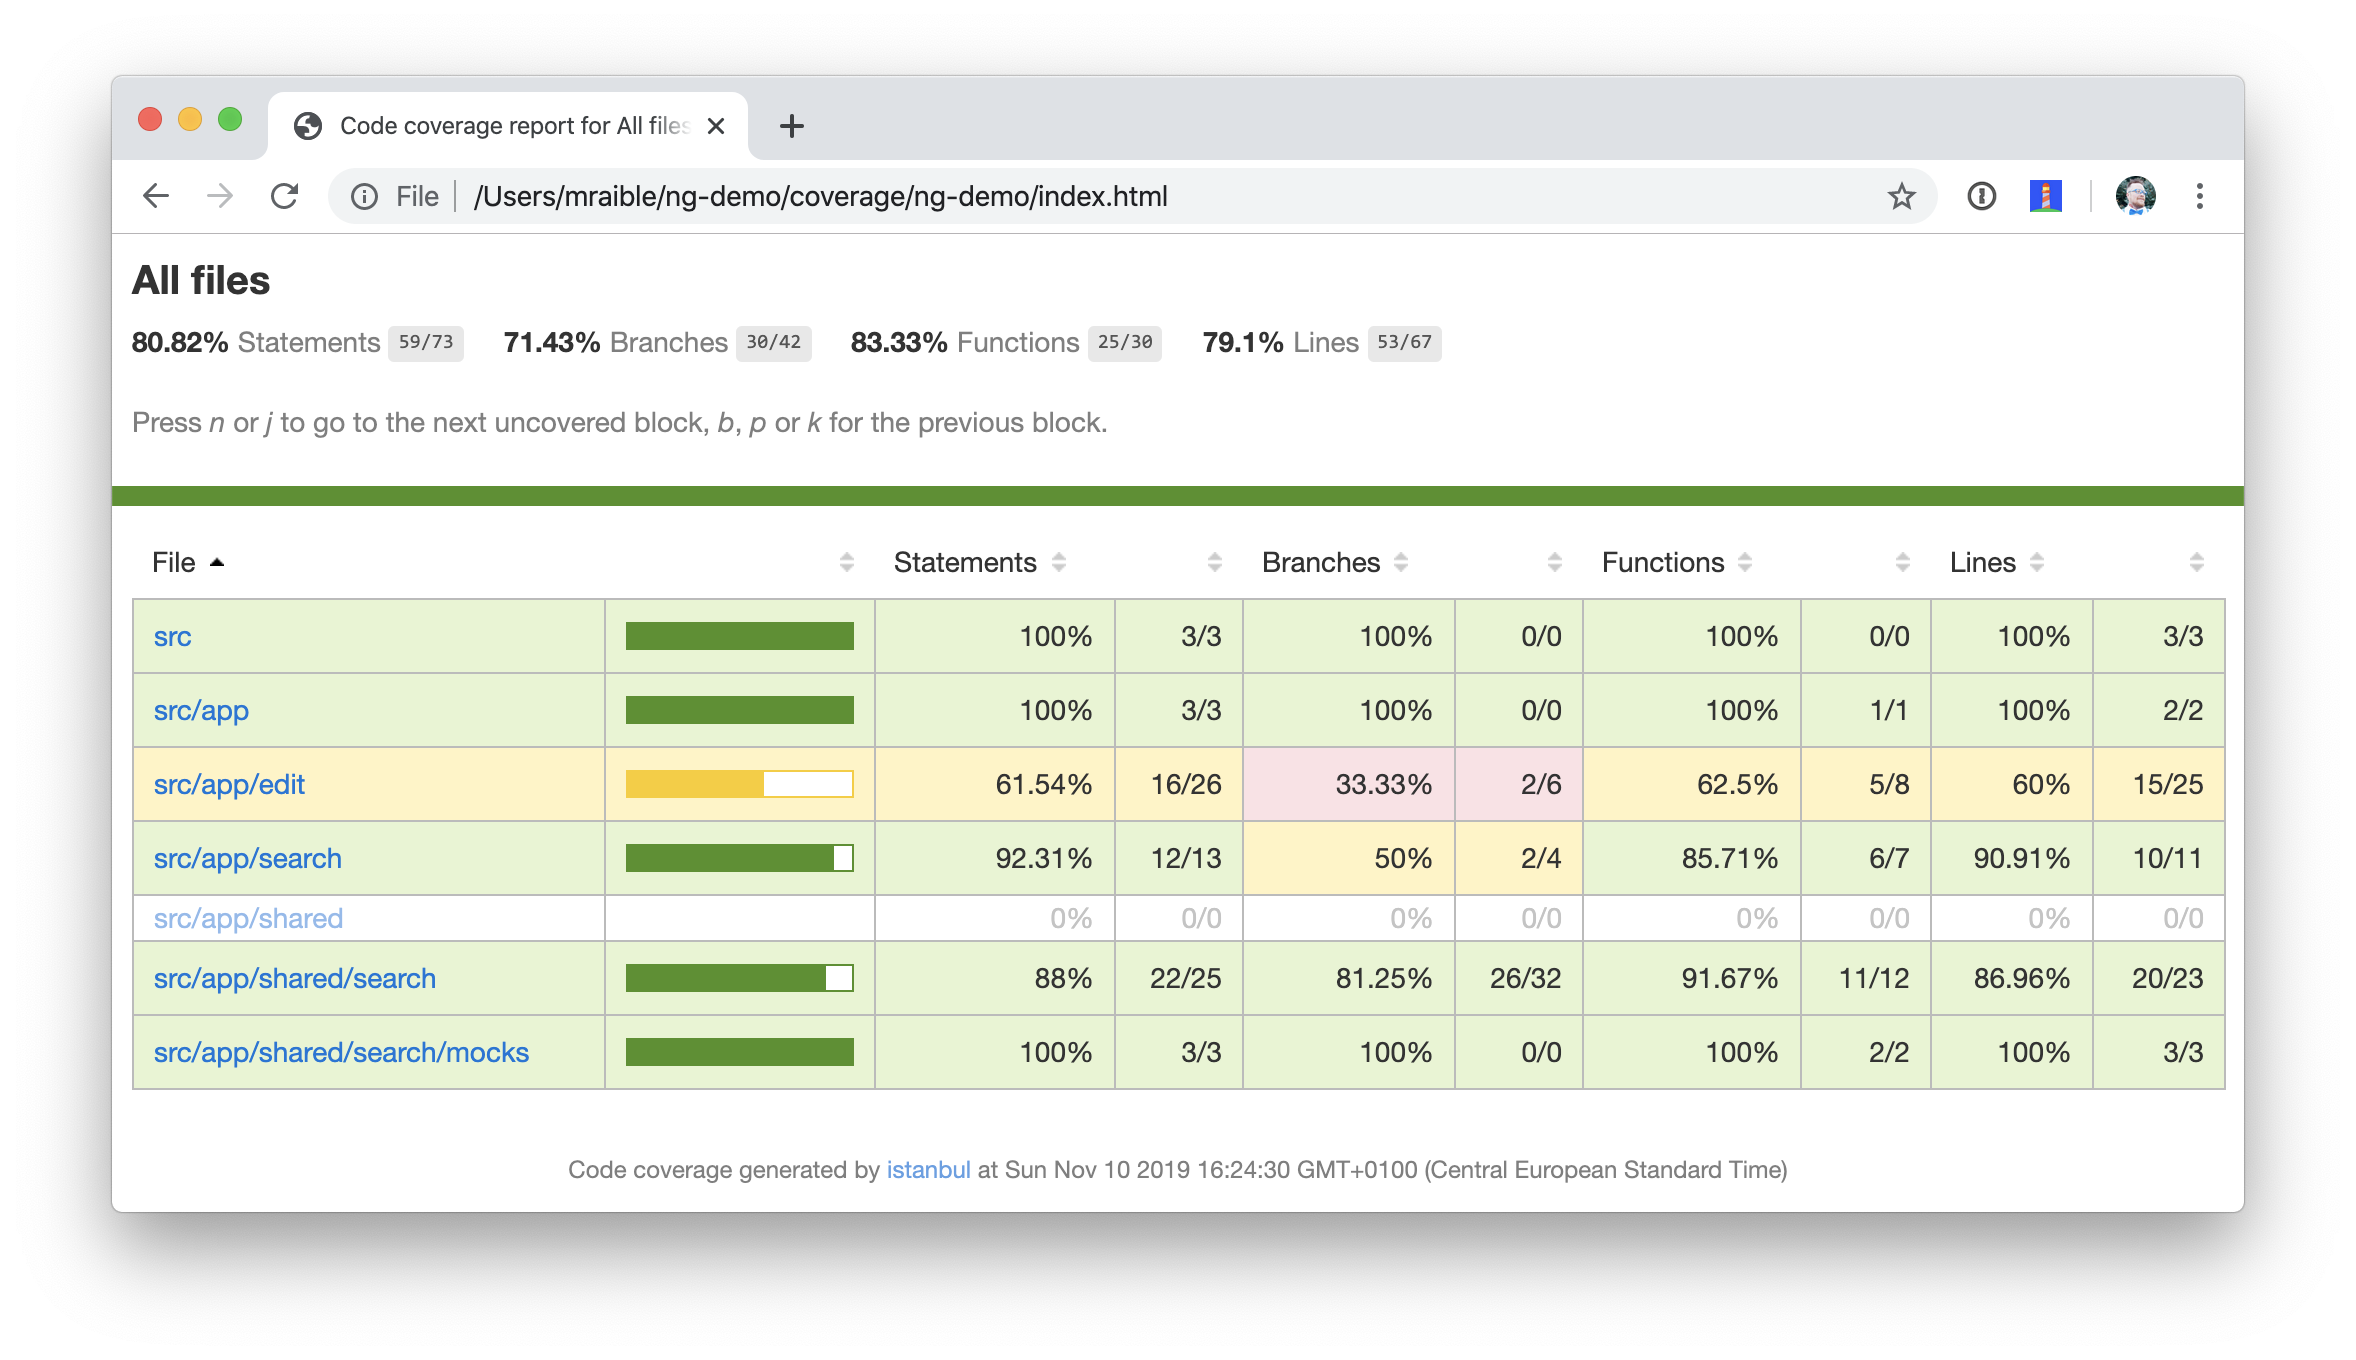 Code coverage report for All files
File /Users/mraible/ng-demo/coverage/ng-demo/index.html
All files
80.82% Statements 59/73 71.43% Branches 30/42 83.33% Functions 25/30 79.1% Lines 53/67
Press n or j to go to the next uncovered block, b, p or k for the previous block.
File Statements Branches Functions Lines
src 100% 3/3 100% 0/0 100% 0/0 100% 3/3
src/app 100% 3/3 100% 0/0 100% 1/1 100% 2/2
src/app/edit 61.54% 16/26 33.33% 2/6 62.5% 5/8 60% 15/25
src/app/search 92.31% 12/13 50% 2/4 85.71% 6/7 90.91% 10/11
src/app/shared 0% 0/0 0% 0/0 0% 0/0 0% 0/0
src/app/shared/search 88% 22/25 81.25% 26/32 91.67% 11/12 86.96% 20/23
src/app/shared/search/mocks 100% 3/3 100% 0/0 100% 2/2 100% 3/3
Code coverage generated by istanbul at Sun Nov 10 2019 16:24:30 GMT+0100 (Central European Standard Time)